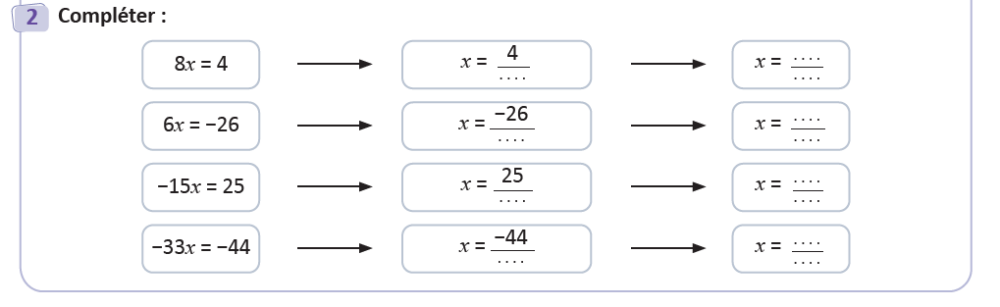 2 Compléter :
8x = 4 → x = 4/.... → x = ..../....
6x = −26 → x = −26/.... → x = ..../....
−15x = 25 → x = 25/.... → x = ..../....
−33x = −44 → x = −44/.... → x = ..../....